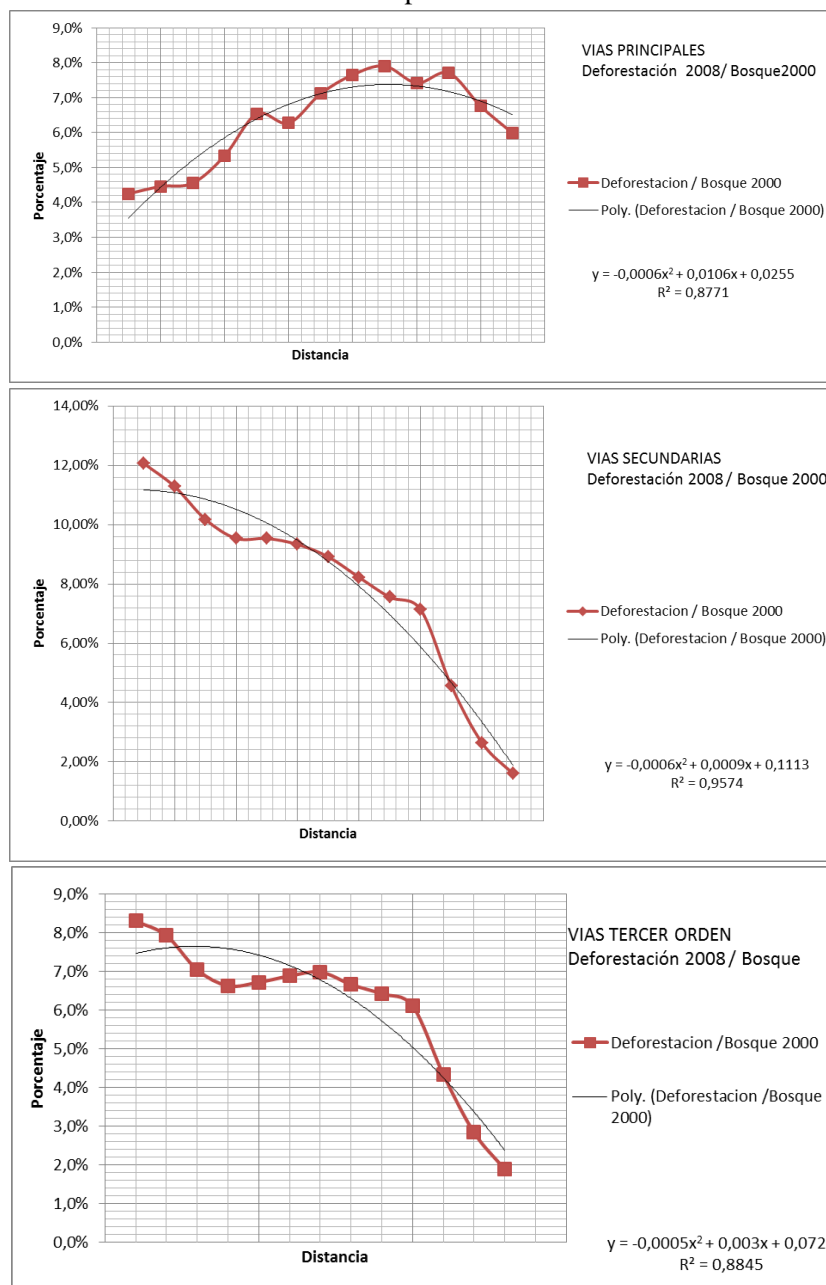 9,0%
8,0%
7,0%
6,0%
5,0%
4,0%
3,0%
2,0%
1,0%
0,0%
Porcentaje
Distancia
VIAS PRINCIPALES
Deforestación 2008/ Bosque2000
Deforestacion / Bosque 2000
Poly. (Deforestacion / Bosque 2000)
y = -0,0006x² + 0,0106x + 0,0255
R² = 0,8771
14,00%
12,00%
10,00%
8,00%
6,00%
4,00%
2,00%
0,00%
Porcentaje
Distancia
VIAS SECUNDARIAS
Deforestación 2008 / Bosque 2000
Deforestacion / Bosque 2000
Poly. (Deforestacion / Bosque 2000)
y = -0,0006x² + 0,0009x + 0,1113
R² = 0,9574
9,0%
8,0%
7,0%
6,0%
5,0%
4,0%
3,0%
2,0%
1,0%
0,0%
Porcentaje
Distancia
VIAS TERCER ORDEN
Deforestación 2008 / Bosque
Deforestacion /Bosque 2000
Poly. (Deforestacion /Bosque
2000)
y = -0,0005x² + 0,003x + 0,072
R² = 0,8845